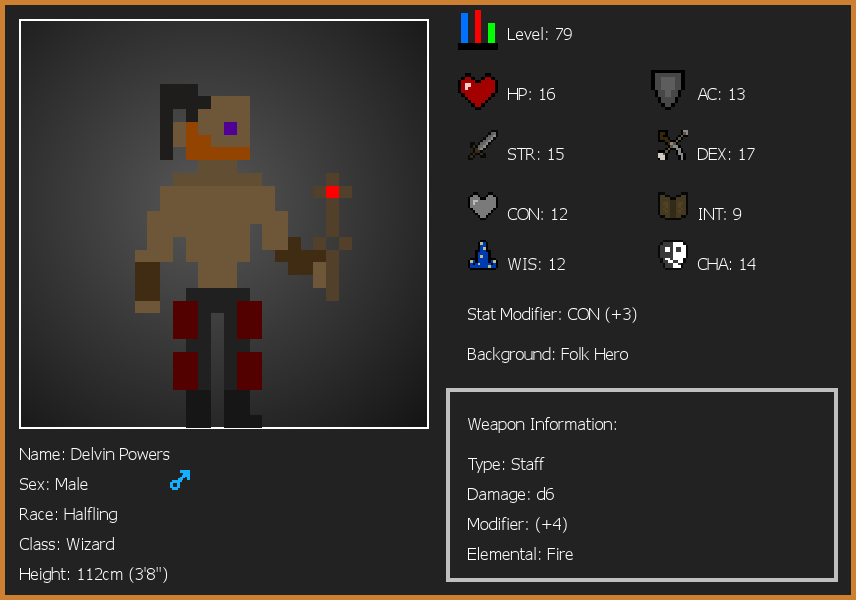 Level: 79
HP: 16
AC: 13
STR: 15
DEX: 17
CON: 12
INT: 9
WIS: 12
CHA: 14
Stat Modifier: CON (+3)
Background: Folk Hero
Weapon Information:
Type: Staff
Damage: d6
Modifier: (+4)
Elemental: Fire
Name: Delvin Powers
Sex: Male
Race: Halfling
Class: Wizard
Height: 112cm (3'8")